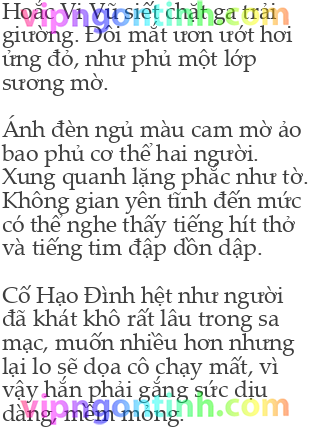 Hoắc Vi Vũ siết chặt ga trải
giường. Đôi mắt ươn ướt hơi
ửng đỏ, như phủ một lớp
sương mờ.

Ánh đèn ngủ màu cam mờ ảo
bao phủ cơ thể hai người.
Xung quanh lặng phắc như tờ.
Không gian yên tĩnh đến mức
có thể nghe thấy tiếng hít thở
và tiếng tim đập dồn dập.

Cố Hạo Đình hệt như người
đã khát khô rất lâu trong sa
mạc, muốn nhiều hơn nhưng
lại lo sẽ dọa cô chạy mất, vì
vậy hắn phải gắng sức dịu
dàng, mềm mỏng.
vipngontinh.com
vipngontinh.com